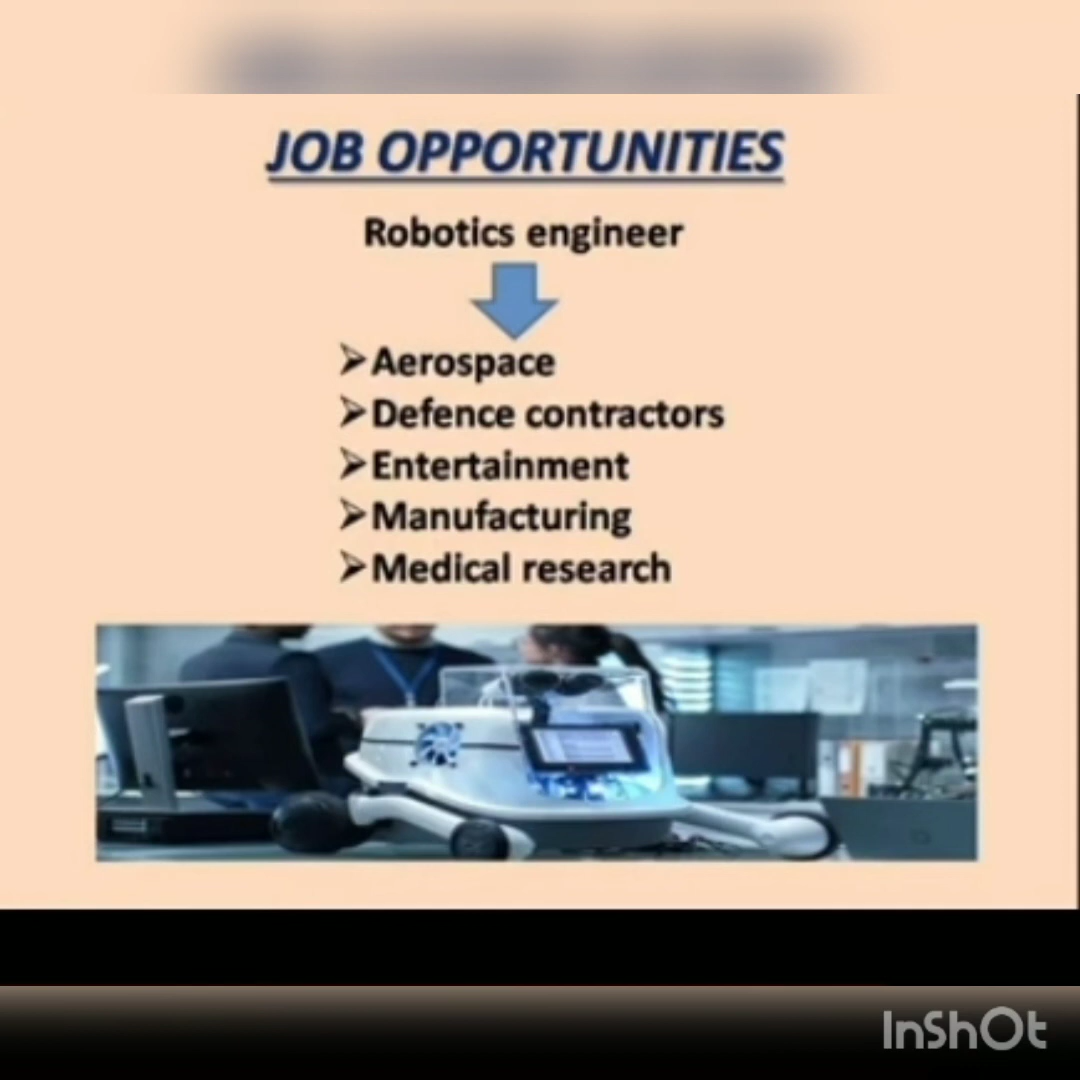 JOB OPPORTUNITIES
Robotics engineer
Aerospace
Defence contractors
Entertainment
Manufacturing
Medical research
InShOt